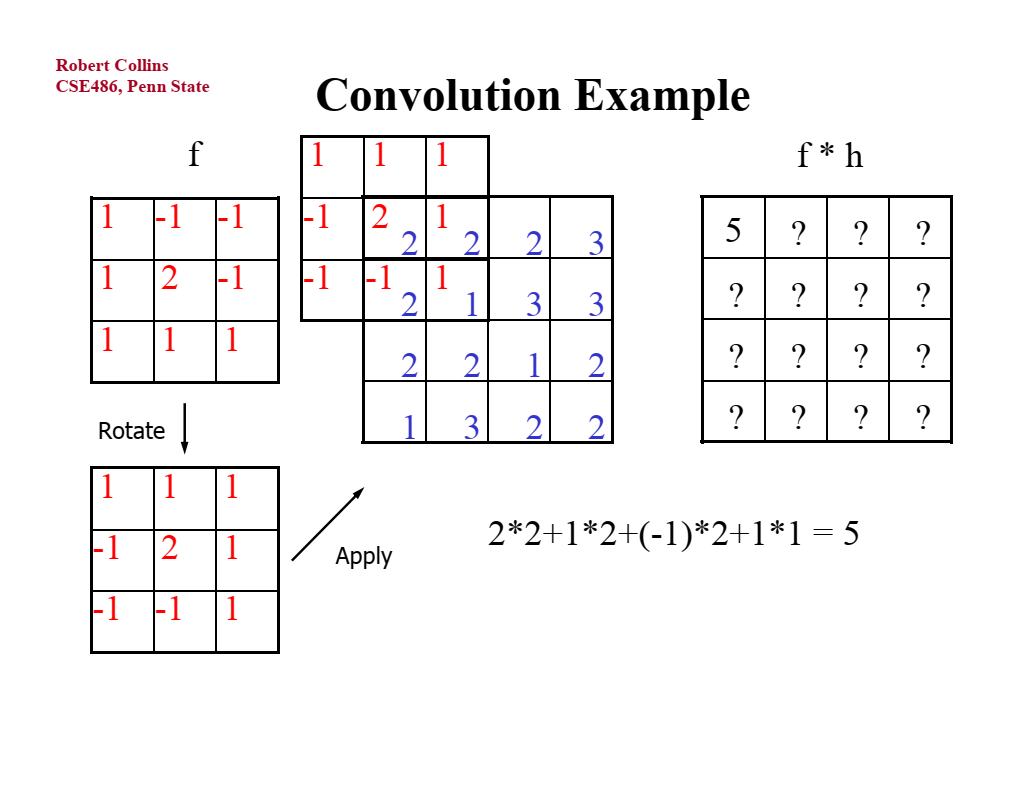 Robert Collins
CSE486, Penn State
Convolution Example
f
1 -1 -1
1 2 -1
1 1 1
Rotate
1 1 1
-1 2 1
-1 -1 1
Apply
1 1 1
-1 2 1
2 2 2 3
-1 -1 1
2 1 3 3
2 2 1 2
1 3 2 2
f * h
5 ? ? ?
? ? ? ?
? ? ? ?
? ? ? ?
2*2+1*2+(-1)*2+1*1 = 5